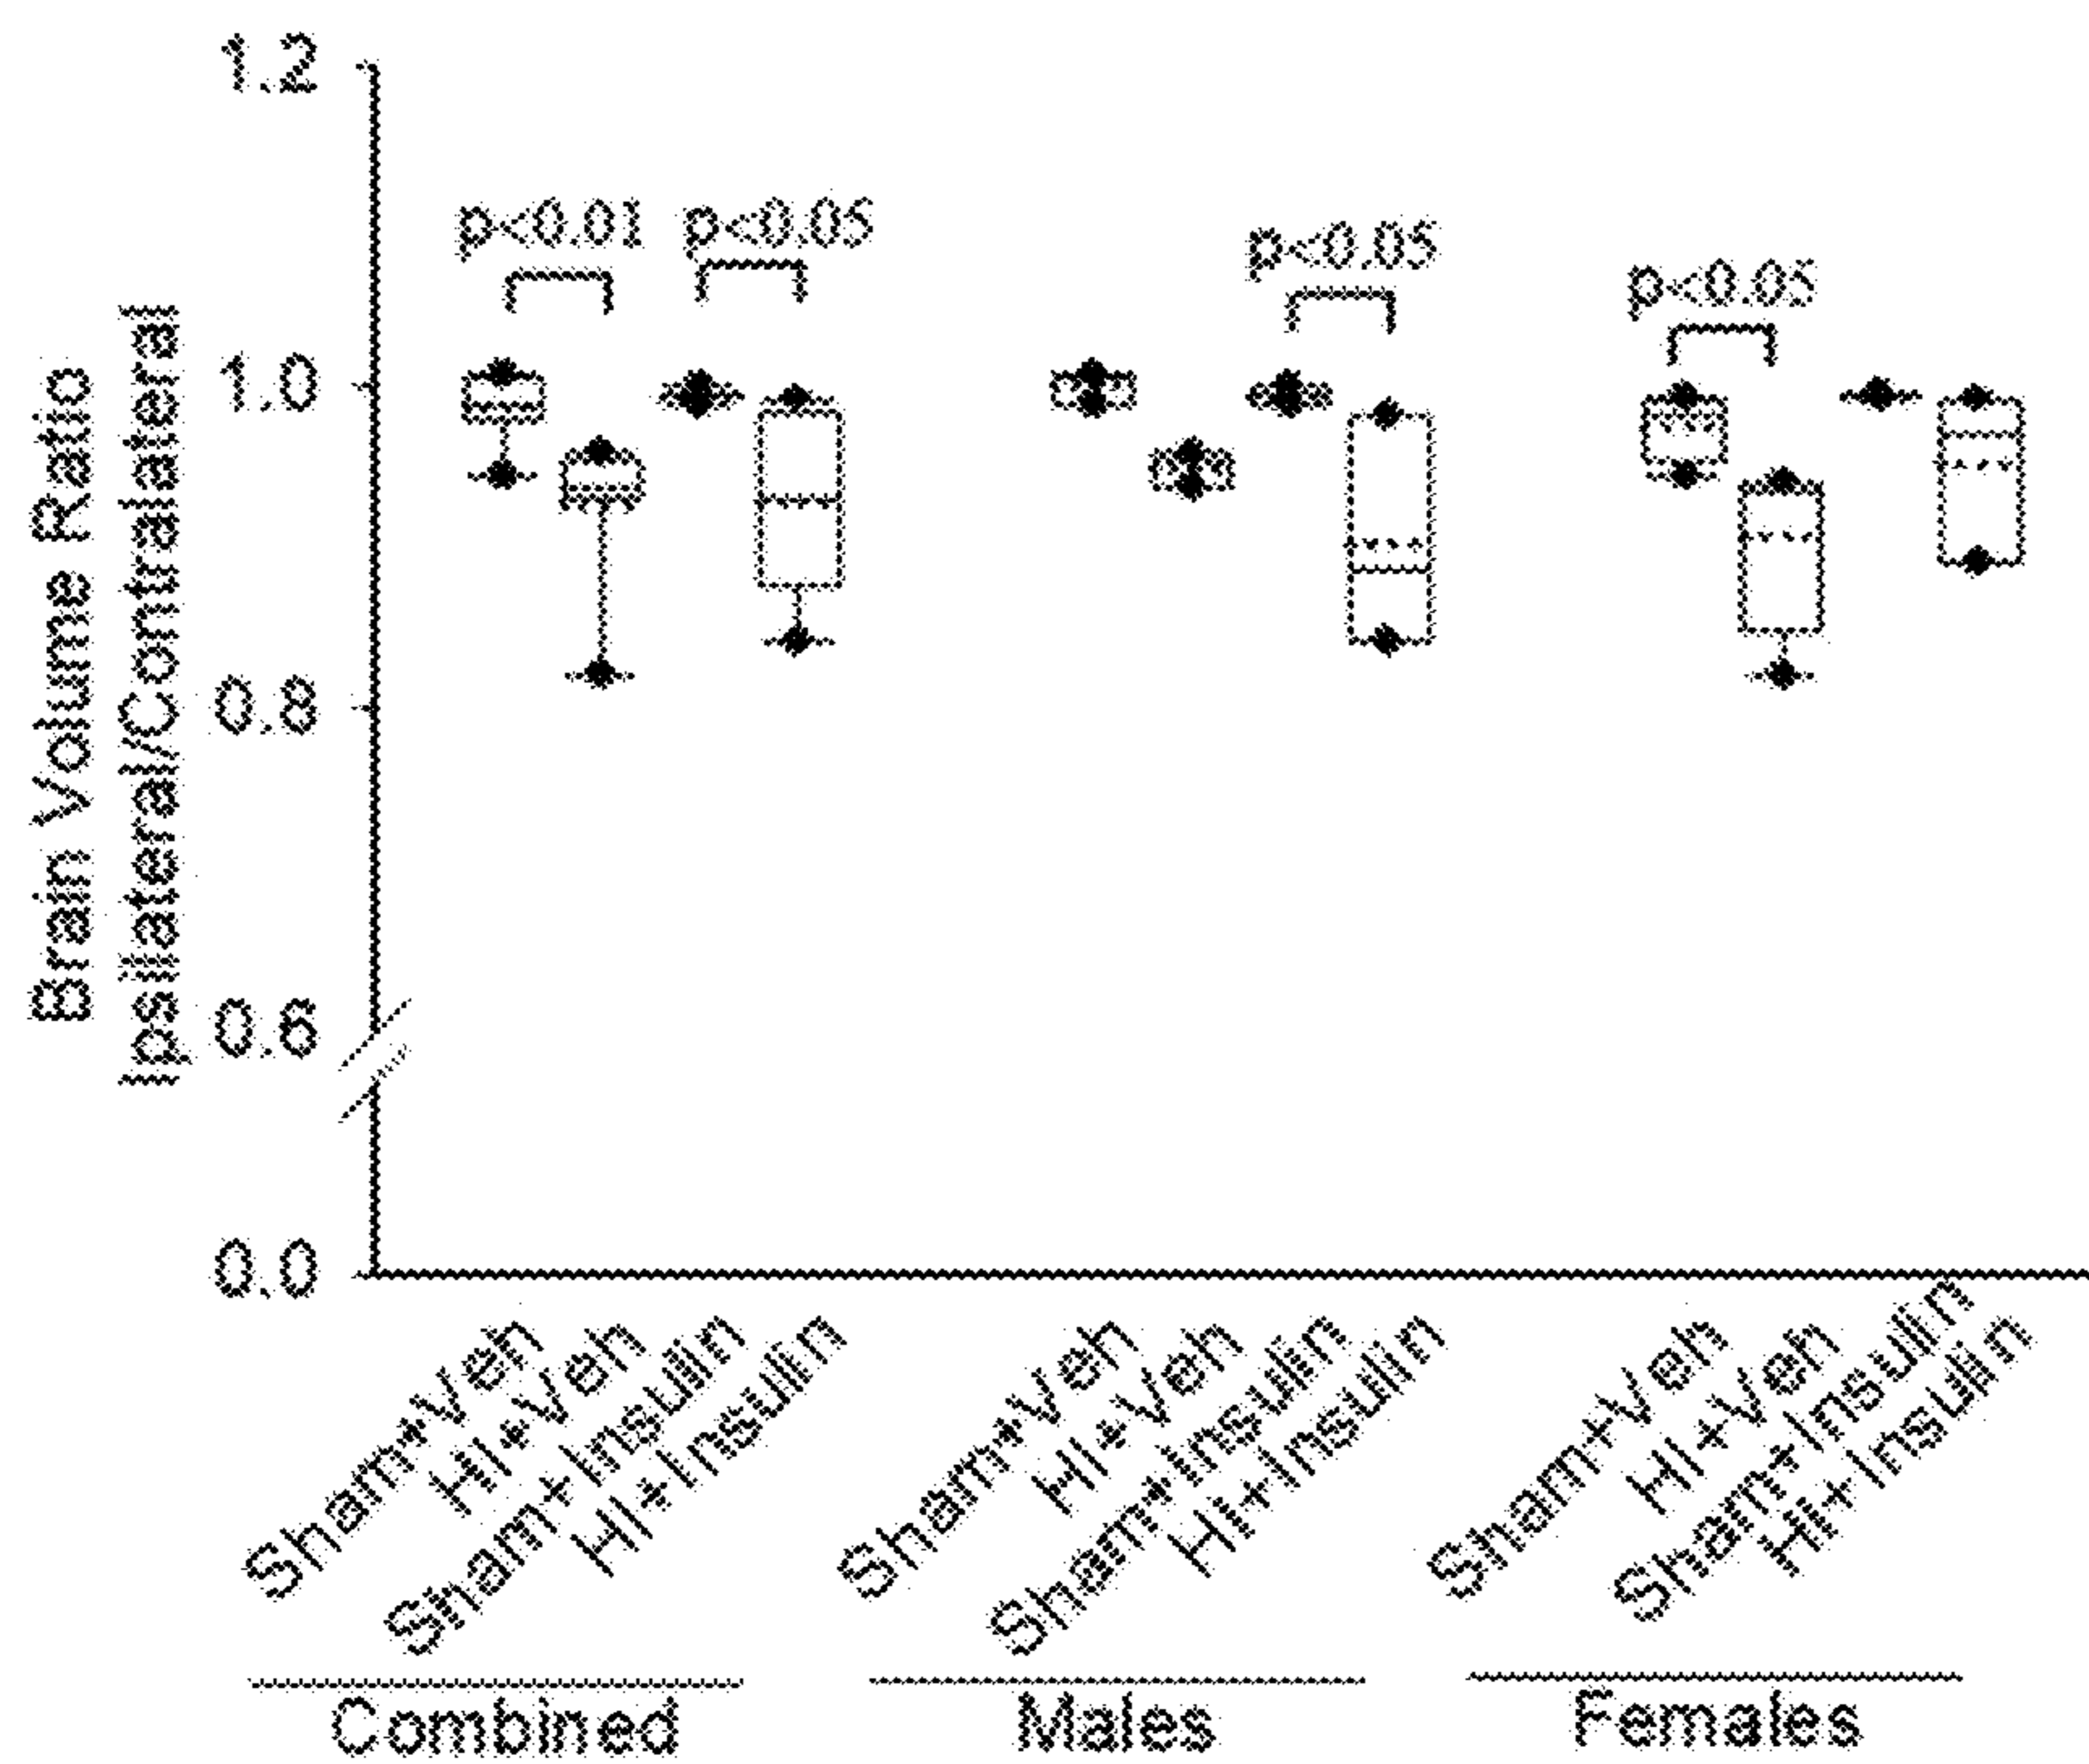 Brain Volume Ratio
Ipsilateral/Contralateral
1.2
1.0
0.8
0.6
0.0
p<0.01
p<0.05
p<0.05
p<0.05
Sham+Veh
HI+Veh
Sham+Insulin
HI+Insulin
Sham+Veh
HI+Veh
Sham+Insulin
HI+Insulin
Sham+Veh
HI+Veh
Sham+Insulin
HI+Insulin
Combined
Males
Females